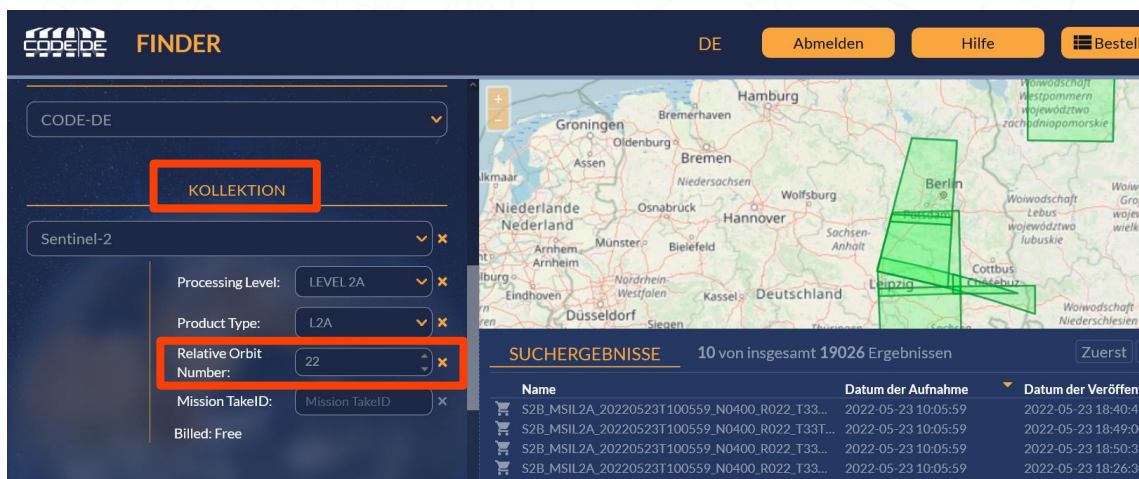 CODE-DE
FINDER
DE
Abmelden
Hilfe
CODE-DE
KOLLEKTION
Sentinel-2
Processing Level:
LEVEL 2A
Product Type:
L2A
Relative Orbit
Number:
22
Mission TakeID:
Mission TakeID
Billed: Free
Hamburg
Bremerhaven
Groningen
Oldenburg
Assen
Bremen
Niedersachsen
Wolfsburg
Berlin
Niederlande
Nederland
Osnabrück
Hannover
Potsdam
Sachsen-
Anhalt
Arnhem
Arnheim
Münster
Bielefeld
Cottbus
Nordrhein-
Westfalen
Eindhoven
Kassel
Deutschland
Leipzig
Düsseldorf
Siegen
Woiwodschaft
Westpommern
województwo
zachodniopomorskie
Woiwodschaft
Lebus
województwo
lubuskie
Woiwodschaft
Niederschlesien
SUCHERGEBNISSE
10 von insgesamt 19026 Ergebnissen
Zuerst
Name Datum der Aufnahme
S2B_MSIL2A_20220523T100559_N0400_R022_T33... 2022-05-23 10:05:59 2022-05-23 18:40:4
S2B_MSIL2A_20220523T100559_N0400_R022_T33T... 2022-05-23 10:05:59 2022-05-23 18:49:0
S2B_MSIL2A_20220523T100559_N0400_R022_T33... 2022-05-23 10:05:59 2022-05-23 18:50:3
S2B_MSIL2A_20220523T100559_N0400_R022_T33... 2022-05-23 10:05:59 2022-05-23 18:26:3